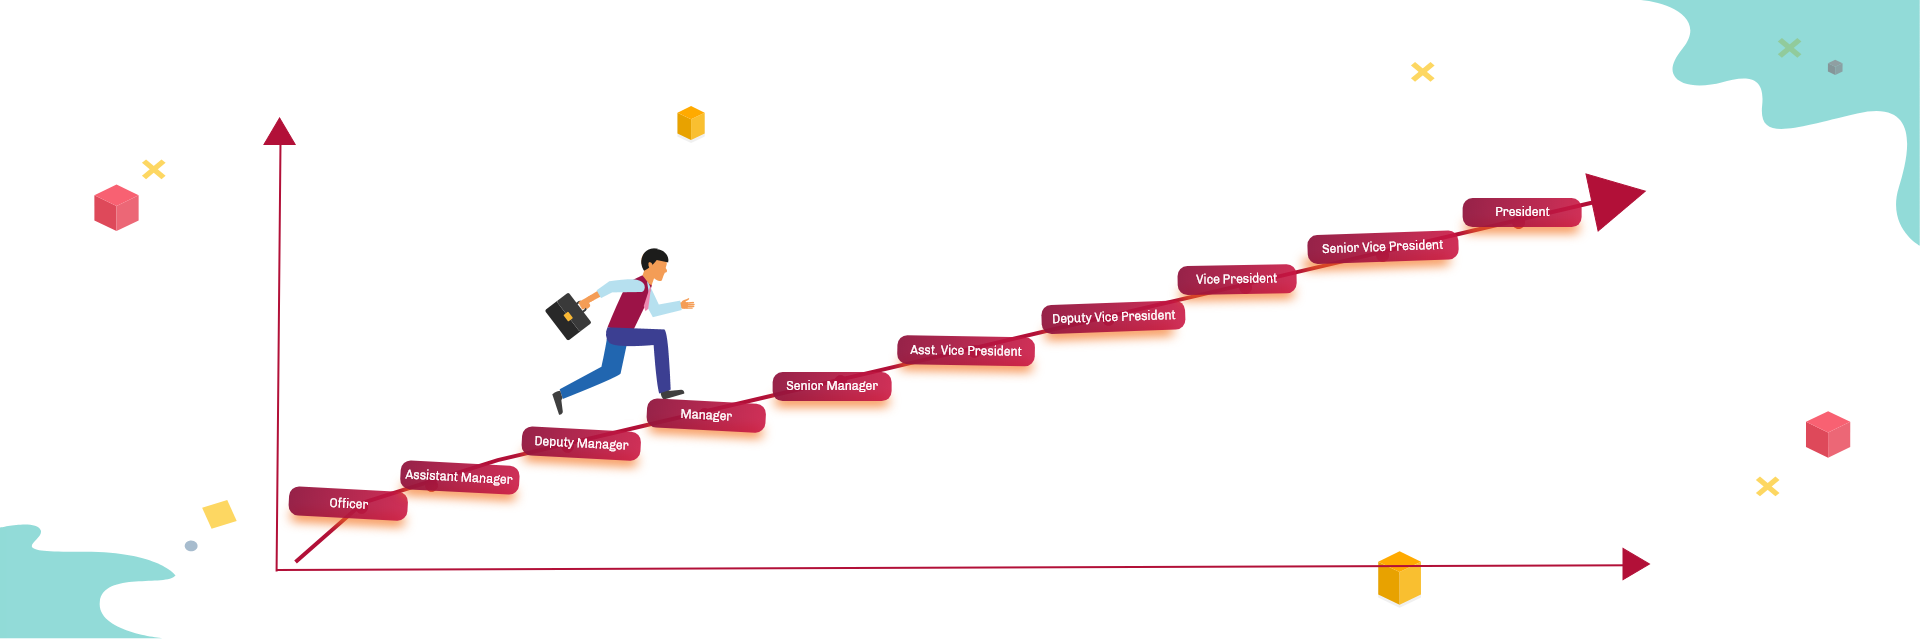 Officer
Assistant Manager
Deputy Manager
Manager
Senior Manager
Asst. Vice President
Deputy Vice President
Vice President
Senior Vice President
President